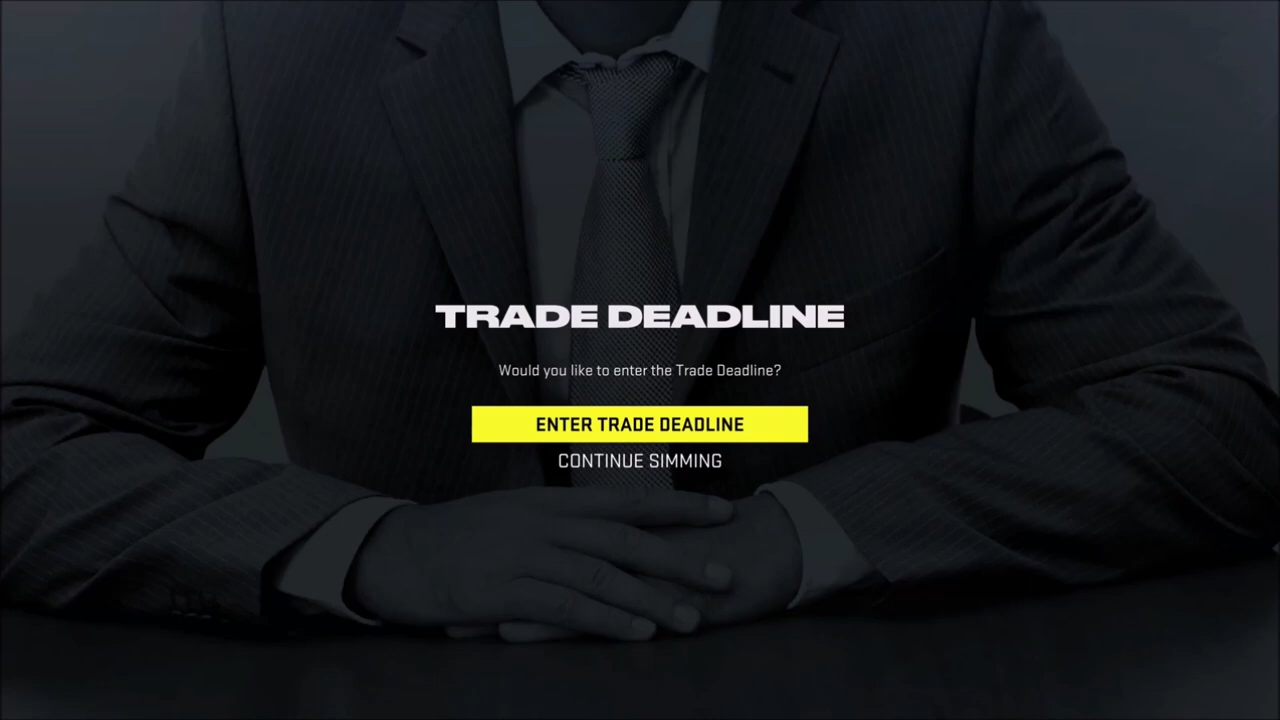 TRADE DEADLINE
Would you like to enter the Trade Deadline?
ENTER TRADE DEADLINE
CONTINUE SIMMING